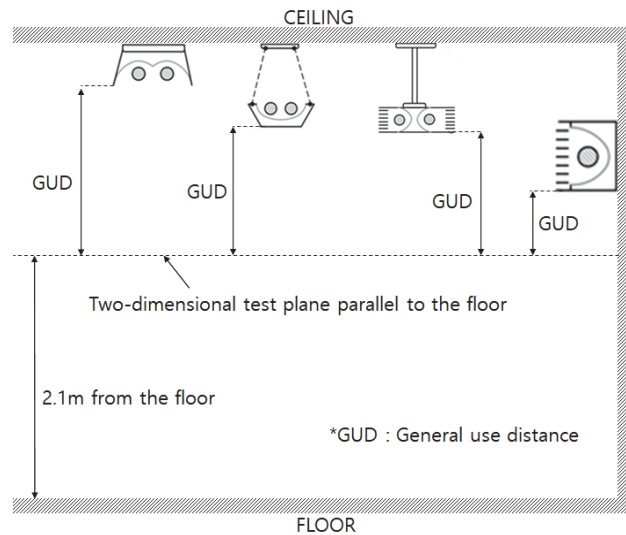 CEILING
GUD
GUD
GUD
GUD
Two-dimensional test plane parallel to the floor
2.1m from the floor
*GUD : General use distance
FLOOR